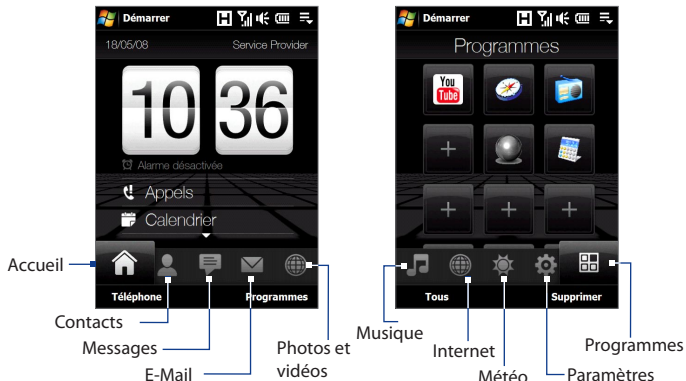 Démarrer
H
18/05/08 Service Provider
10 36
Alarme désactivée
Appels
Calendrier
Téléphone Programmes
Accueil
Contacts
Messages
E-Mail
Photos et
vidéos
Démarrer
H
Programmes
You
Tube
Tous Supprimer
Musique
Internet
Météo
Paramètres
Programmes